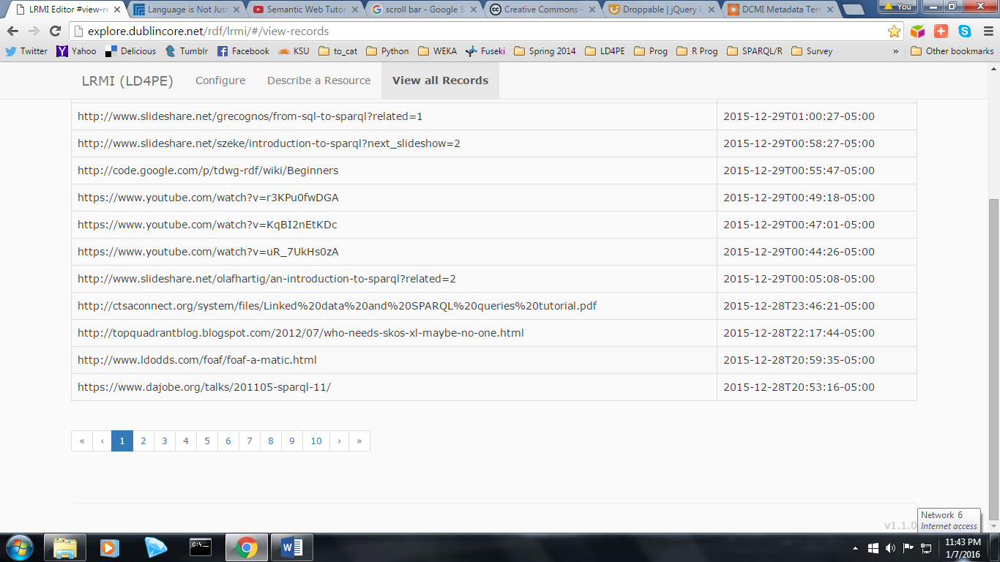 LRMI Editor #view-re
Language is Not Just
Semantic Web Tutor
scroll bar - Google S
Creative Commons —
Droppable | jQuery U
DCMI Metadata Ter
You
explore.dublincore.net/rdf/lrmi/#/view-records
Twitter Yahoo Delicious Tumblr Facebook KSU to_cat Python WEKA Fuseki Spring 2014 LD4PE Prog R Prog SPARQL/R Survey » Other bookmarks
LRMI (LD4PE) Configure Describe a Resource View all Records
http://www.slideshare.net/grecognos/from-sql-to-sparql?related=1 2015-12-29T01:00:27-05:00
http://www.slideshare.net/szeke/introduction-to-sparql?next_slideshow=2 2015-12-29T00:58:27-05:00
http://code.google.com/p/tdwg-rdf/wiki/Beginners 2015-12-29T00:55:47-05:00
https://www.youtube.com/watch?v=r3KPu0fwDGA 2015-12-29T00:49:18-05:00
https://www.youtube.com/watch?v=KqBI2nEtKDc 2015-12-29T00:47:01-05:00
https://www.youtube.com/watch?v=uR_7UkHs0zA 2015-12-29T00:44:26-05:00
http://www.slideshare.net/olafhartig/an-introduction-to-sparql?related=2 2015-12-29T00:05:08-05:00
http://ctsaconnect.org/system/files/Linked%20data%20and%20SPARQL%20queries%20tutorial.pdf 2015-12-28T23:46:21-05:00
http://topquadrantblog.blogspot.com/2012/07/who-needs-skos-xl-maybe-no-one.html 2015-12-28T22:17:44-05:00
http://www.ldodds.com/foaf/foaf-a-matic.html 2015-12-28T20:59:35-05:00
https://www.dajobe.org/talks/201105-sparql-11/ 2015-12-28T20:53:16-05:00
« ‹ 1 2 3 4 5 6 7 8 9 10 › »
v1.1.0
Network 6
Internet access
11:43 PM
1/7/2016